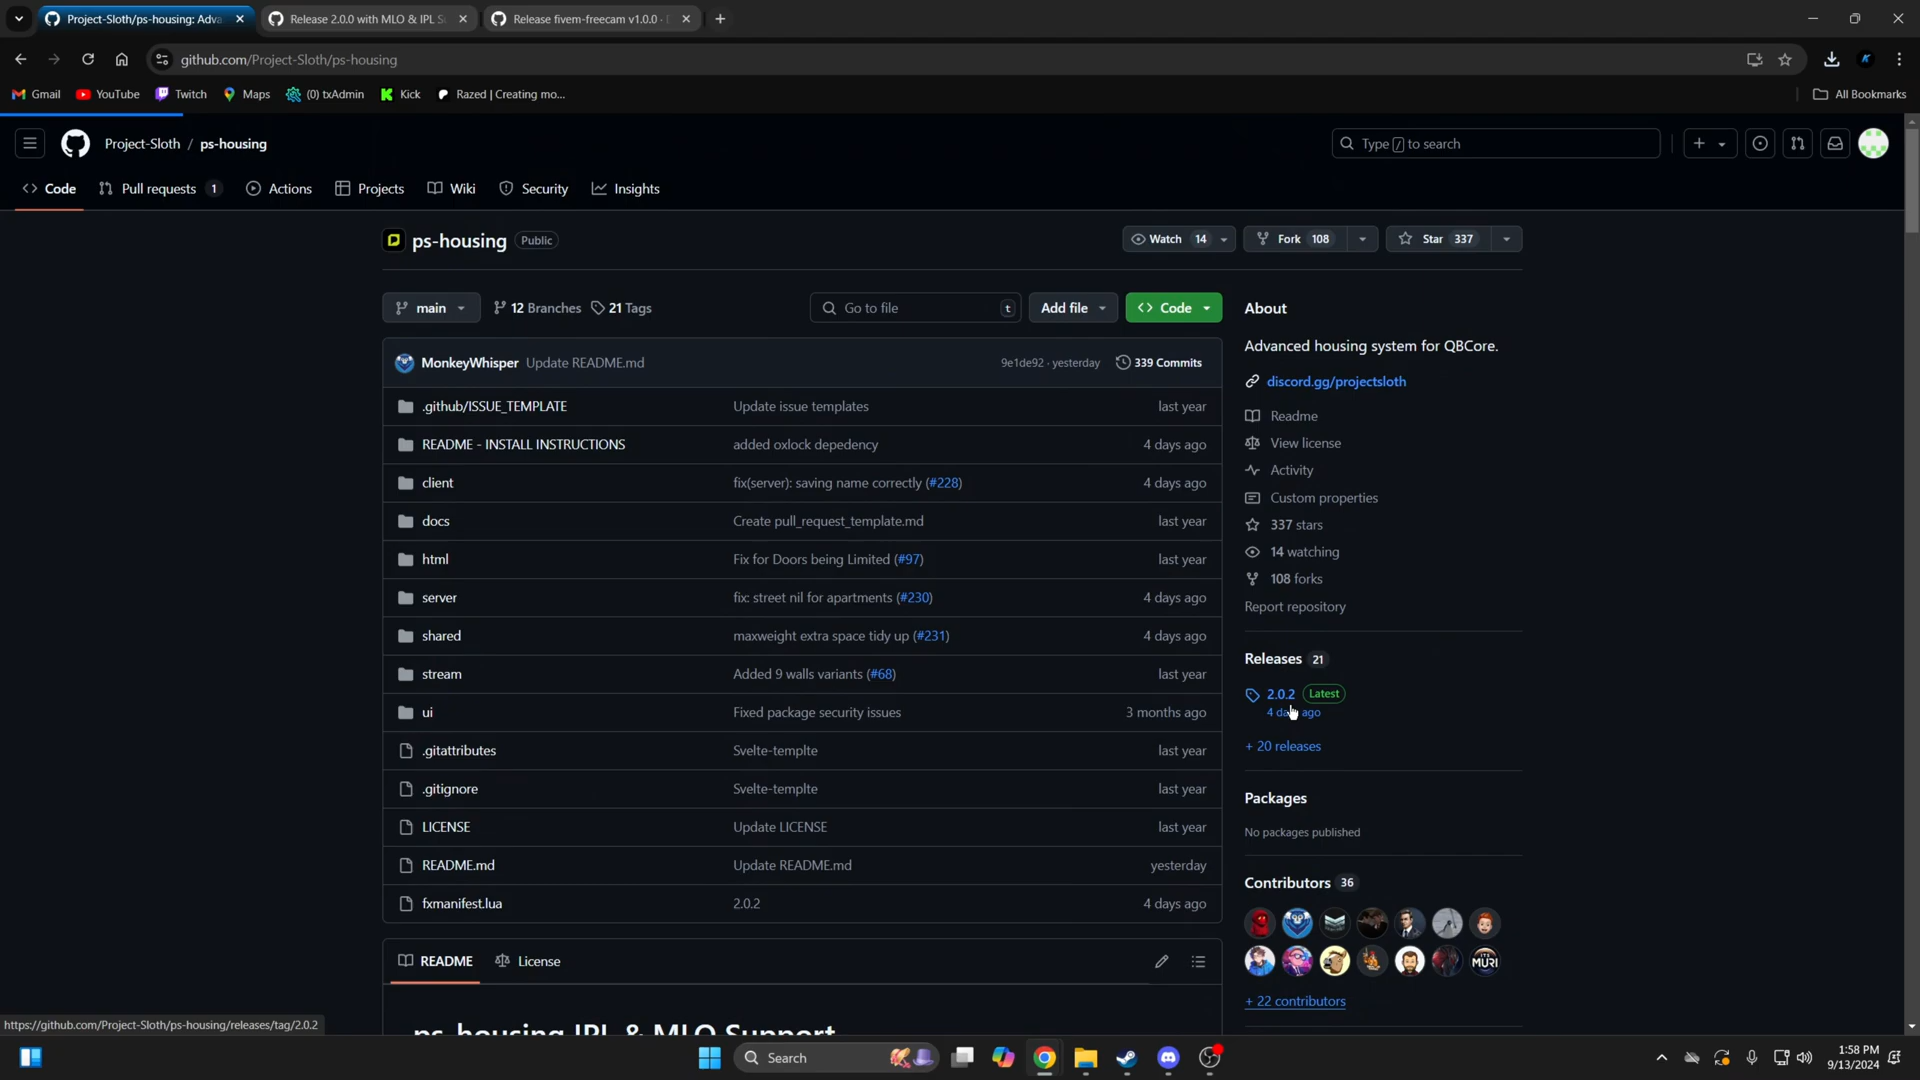 Project-Sloth/ps-housing: Adva
Release 2.0.0 with MLO & IPL S
Release fivem-freecam v1.0.0 ·
github.com/Project-Sloth/ps-housing
Gmail
YouTube
Twitch
Maps
(0) txAdmin
Kick
Razed | Creating mo...
All Bookmarks
Project-Sloth / ps-housing
Type / to search
Code
Pull requests 1
Actions
Projects
Wiki
Security
Insights
ps-housing Public
Watch 14
Fork 108
Star 337
main
12 Branches
21 Tags
Go to file t
Add file
Code
MonkeyWhisper Update README.md 9e1de92 · yesterday 339 Commits
.github/ISSUE_TEMPLATE Update issue templates last year
README - INSTALL INSTRUCTIONS added oxlock depedency 4 days ago
client fix(server): saving name correctly (#228) 4 days ago
docs Create pull_request_template.md last year
html Fix for Doors being Limited (#97) last year
server fix: street nil for apartments (#230) 4 days ago
shared maxweight extra space tidy up (#231) 4 days ago
stream Added 9 walls variants (#68) last year
ui Fixed package security issues 3 months ago
.gitattributes Svelte-templte last year
.gitignore Svelte-templte last year
LICENSE Update LICENSE last year
README.md Update README.md yesterday
fxmanifest.lua 2.0.2 4 days ago
README
License
ps-housing IPL & MLO Support
About
Advanced housing system for QBCore.
discord.gg/projectsloth
Readme
View license
Activity
Custom properties
337 stars
14 watching
108 forks
Report repository
Releases 21
2.0.2 Latest
4 days ago
+ 20 releases
Packages
No packages published
Contributors 36
MURI
+ 22 contributors
https://github.com/Project-Sloth/ps-housing/releases/tag/2.0.2
Search
1:58 PM
9/13/2024